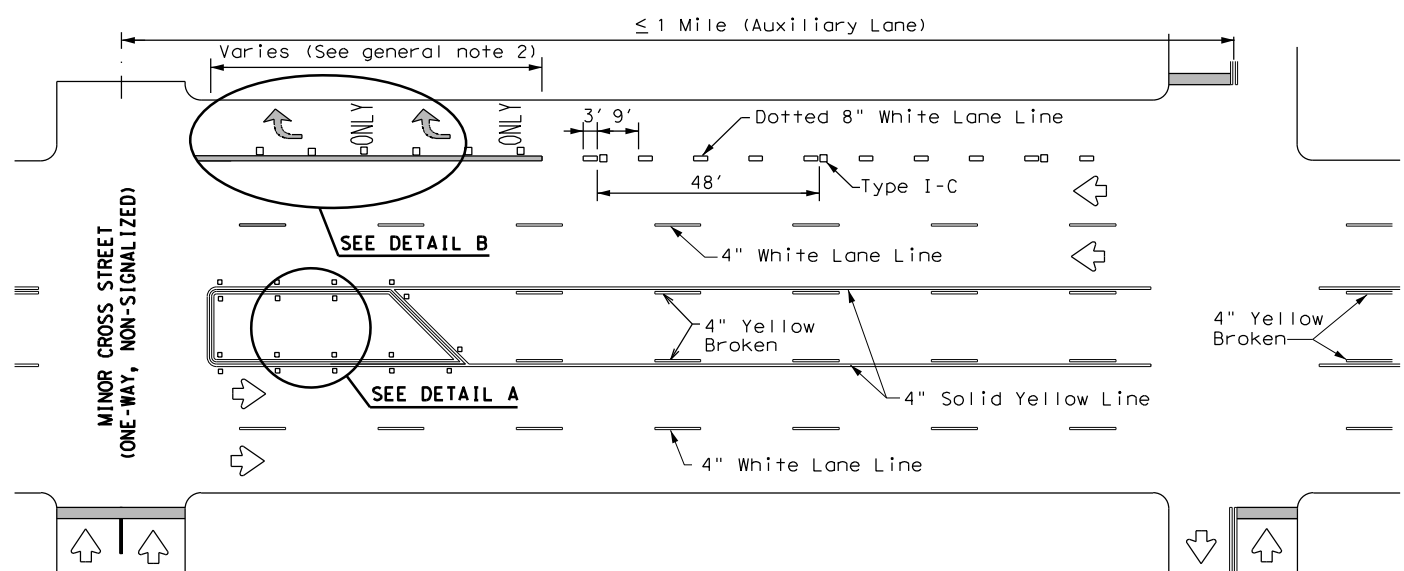 ≤ 1 Mile (Auxiliary Lane)
Varies (See general note 2)
ONLY
ONLY
3' 9'
Dotted 8" White Lane Line
48'
Type I-C
SEE DETAIL B
4" White Lane Line
MINOR CROSS STREET
(ONE-WAY, NON-SIGNALIZED)
4" Yellow
Broken
4" Yellow
Broken
SEE DETAIL A
4" Solid Yellow Line
4" White Lane Line